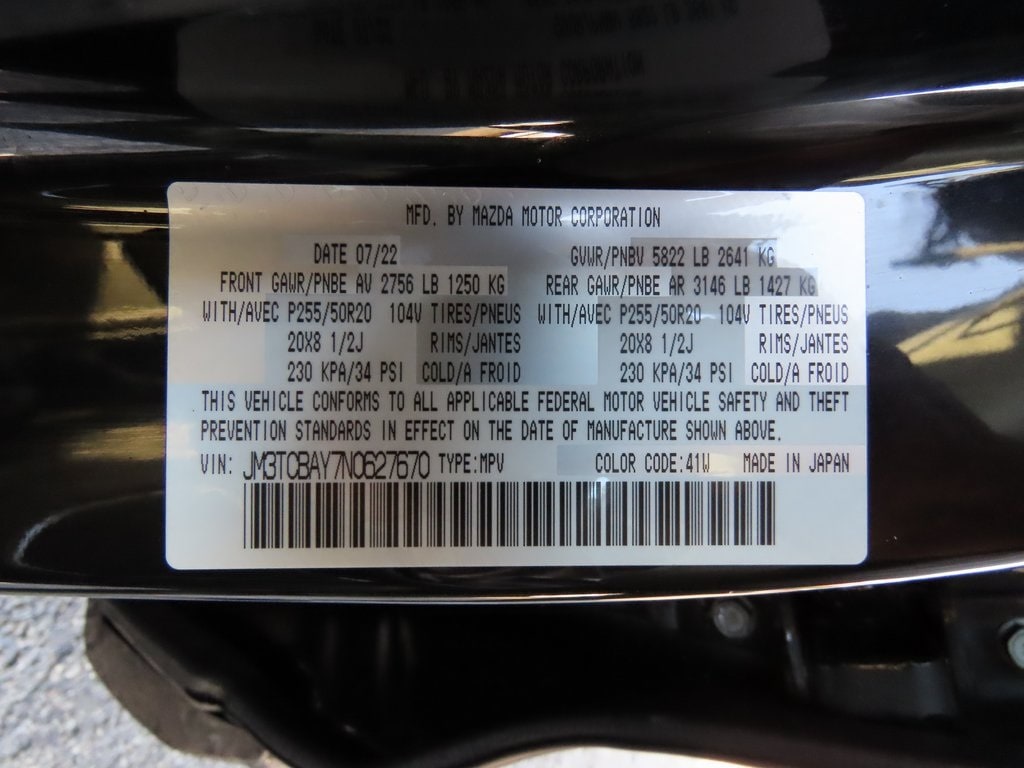 MFD. BY MAZDA MOTOR CORPORATION
DATE 07/22 GVWR/PNBV 5822 LB 2641 KG
FRONT GAWR/PNBE AV 2756 LB 1250 KG REAR GAWR/PNBE AR 3146 LB 1427 KG
WITH/AVEC P255/50R20 104V TIRES/PNEUS WITH/AVEC P255/50R20 104V TIRES/PNEUS
20X8 1/2J RIMS/JANTES 20X8 1/2J RIMS/JANTES
230 KPA/34 PSI COLD/A FROID 230 KPA/34 PSI COLD/A FROID
THIS VEHICLE CONFORMS TO ALL APPLICABLE FEDERAL MOTOR VEHICLE SAFETY AND THEFT
PREVENTION STANDARDS IN EFFECT ON THE DATE OF MANUFACTURE SHOWN ABOVE.
VIN: JM3TCBAY7N0627670 TYPE:MPV COLOR CODE:41W MADE IN JAPAN